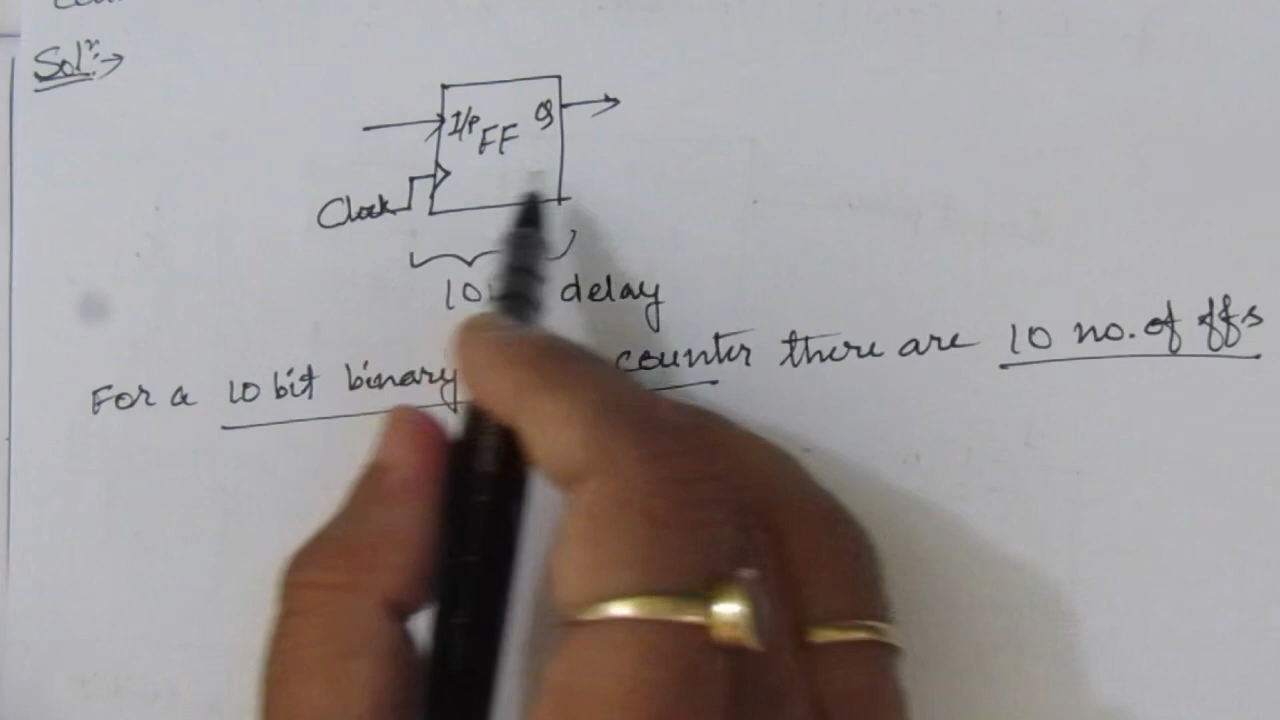 Solⁿ:→
I/P
Q
FF
Clock
10 delay
For a 10 bit binary counter there are 10 no. of ffs